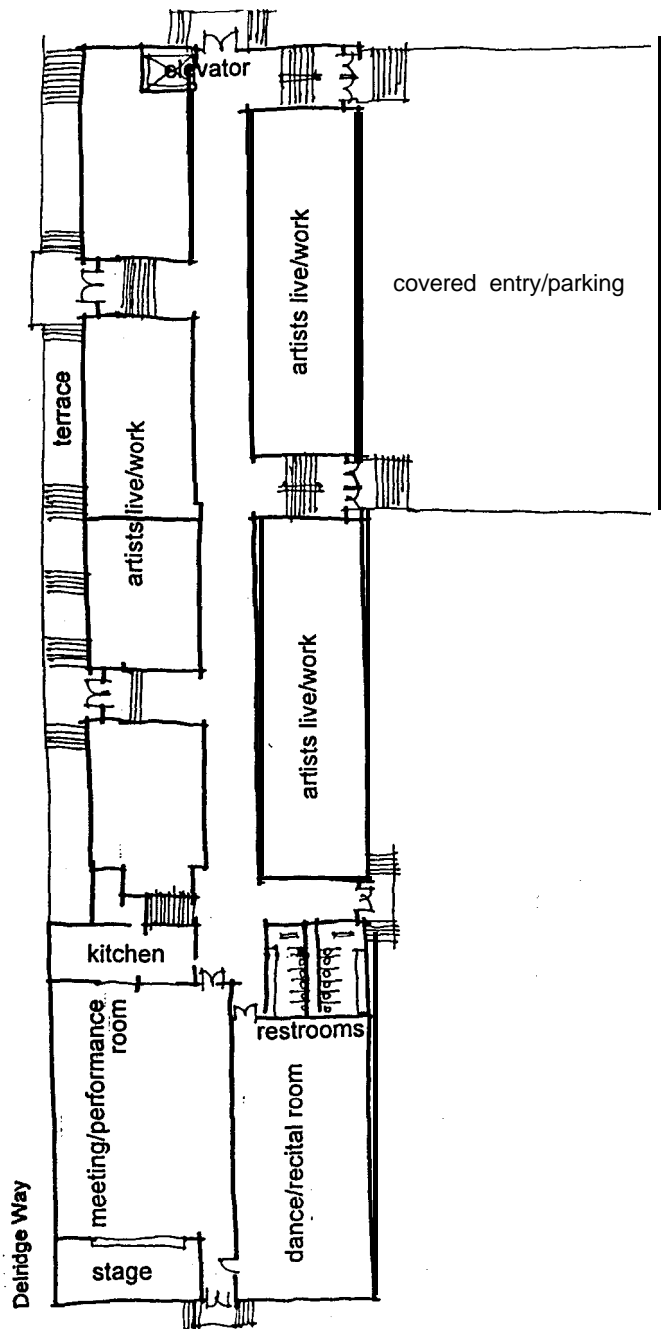 elevator
artists live/work
covered entry/parking
terrace
artists live/work
artists live/work
kitchen
meeting/performance
room
restrooms
dance/recital room
Delridge Way
stage